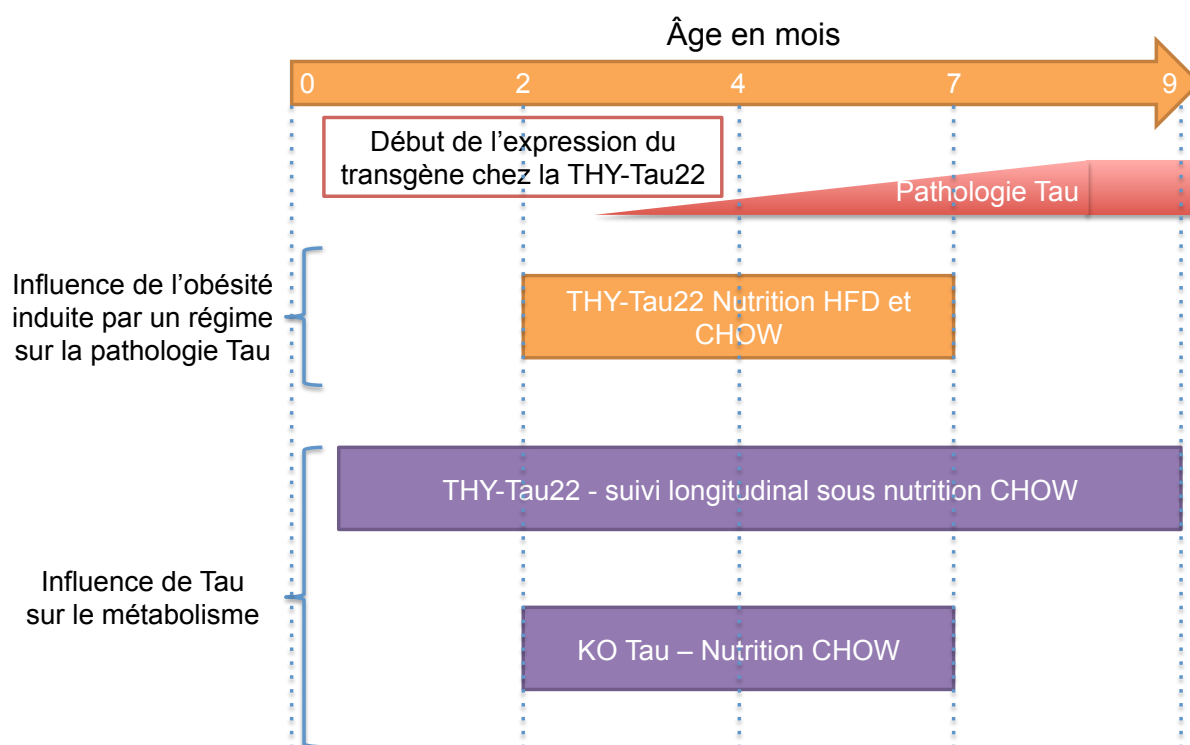 Âge en mois
0 2 4 7 9
Début de l’expression du
transgène chez la THY-Tau22
Pathologie Tau
Influence de l’obésité
induite par un régime
sur la pathologie Tau
THY-Tau22 Nutrition HFD et
CHOW
THY-Tau22 - suivi longitudinal sous nutrition CHOW
Influence de Tau
sur le métabolisme
KO Tau – Nutrition CHOW